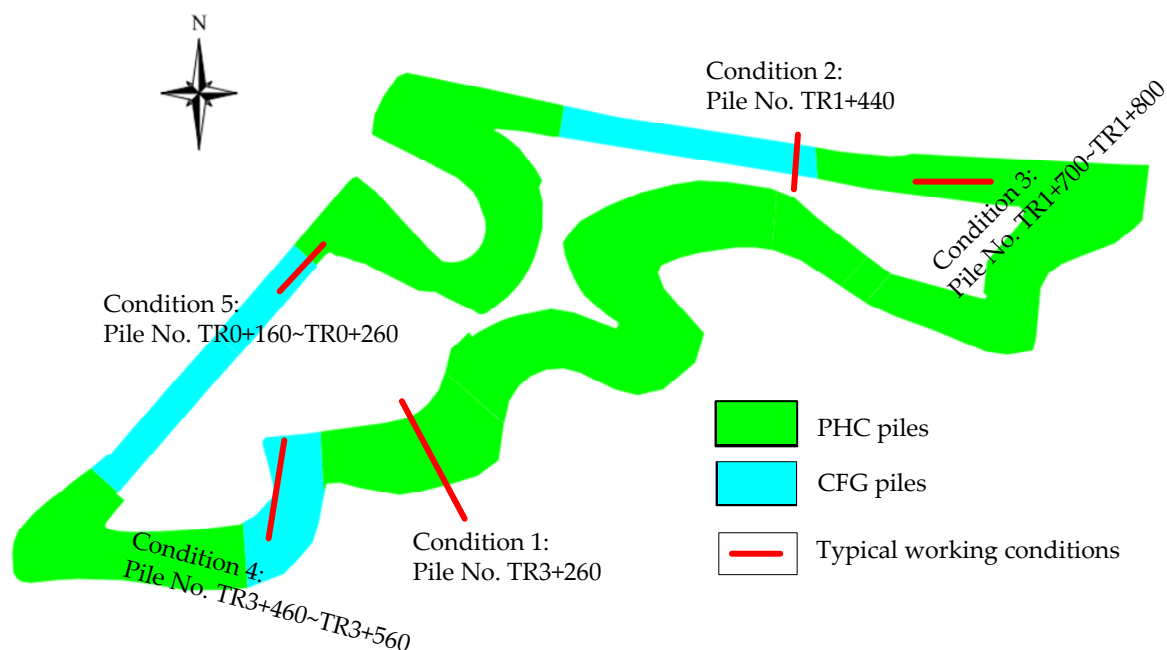 N
Condition 2:
Pile No. TR1+440
Condition 3:
Pile No. TR1+700~TR1+800
Condition 5:
Pile No. TR0+160~TR0+260
PHC piles
CFG piles
Condition 1:
Pile No. TR3+260
Typical working conditions
Condition 4:
Pile No. TR3+460~TR3+560